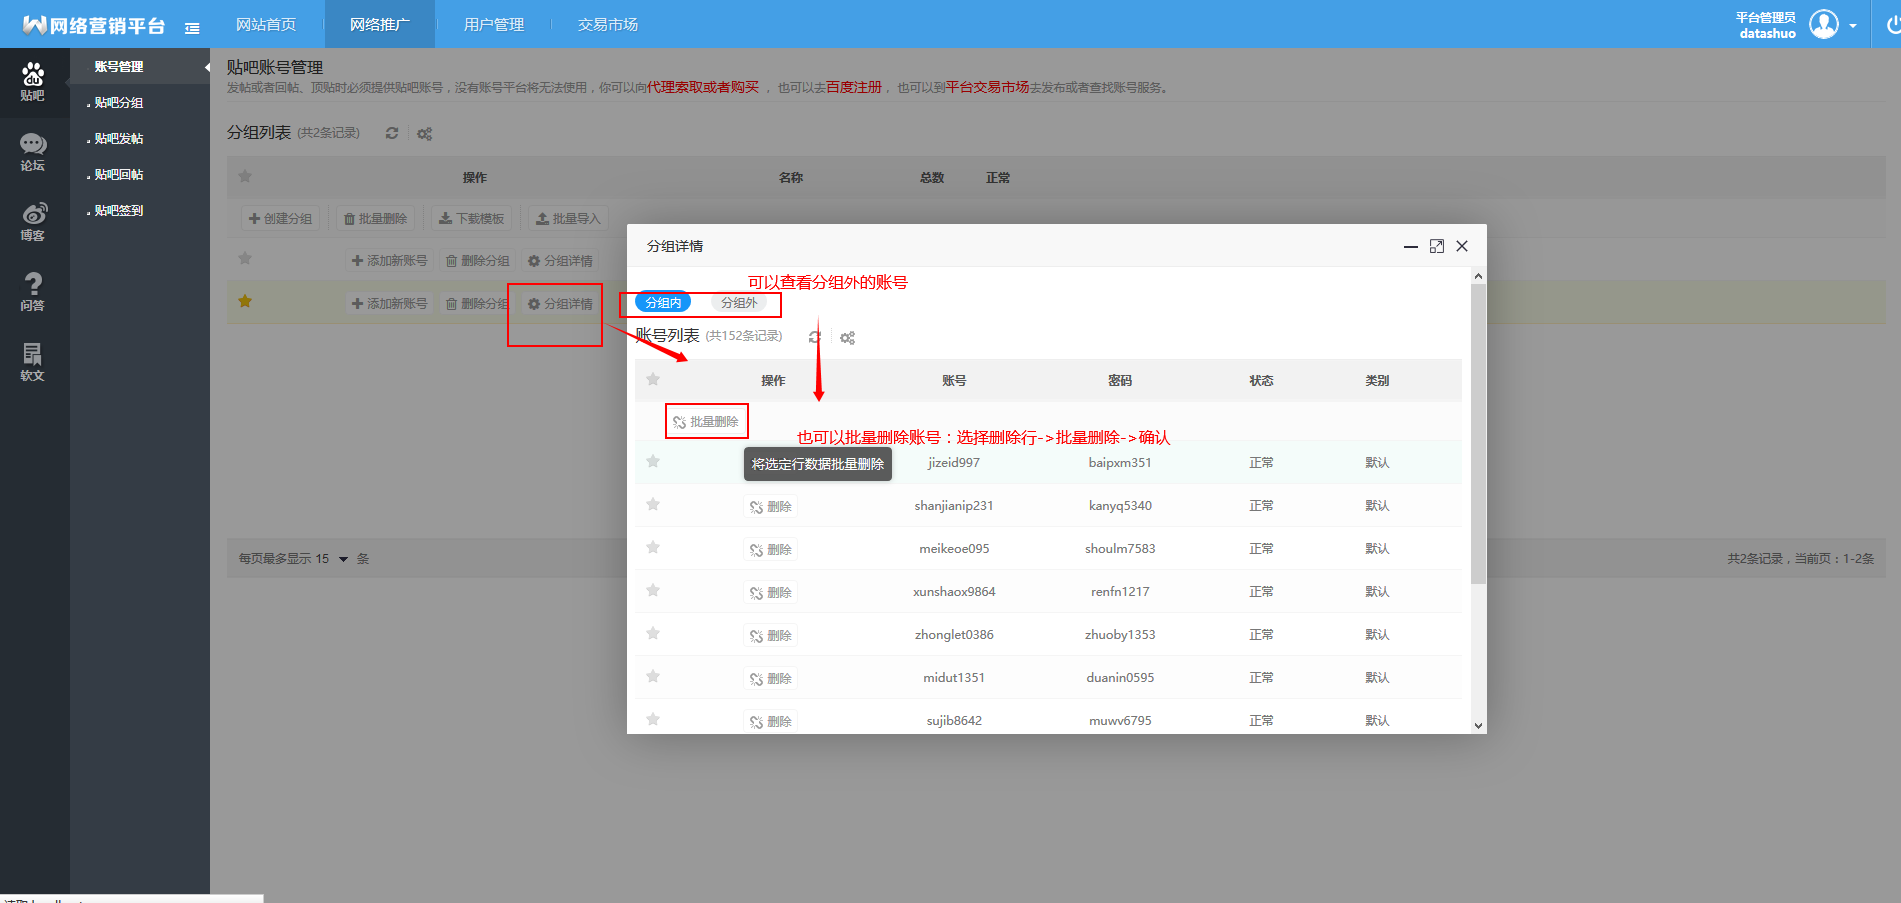 网络营销平台
网站首页
网络推广
用户管理
交易市场
平台管理员
datashuo
du
贴吧
论坛
博客
问答
软文
账号管理
贴吧分组
贴吧发帖
贴吧回帖
贴吧签到
贴吧账号管理
发帖或者回帖、顶贴时必须提供贴吧账号，没有账号平台将无法使用，你可以向代理索取或者购买 ，也可以去百度注册 ，也可以到平台交易市场去发布或者查找账号服务。
分组列表 (共2条记录)
操作 名称 总数 正常
创建分组 批量删除 下载模板 批量导入
添加新账号 删除分组 分组详情
添加新账号 删除分组 分组详情
每页最多显示 15 条
共2条记录，当前页：1-2条
分组详情
可以查看分组外的账号
分组内 分组外
账号列表 (共152条记录)
操作 账号 密码 状态 类别
批量删除
也可以批量删除账号：选择删除行->批量删除->确认
将选定行数据批量删除
jizeid997 baipxm351 正常 默认
删除 shanjianip231 kanyq5340 正常 默认
删除 meikeoe095 shoulm7583 正常 默认
删除 xunshaox9864 renfn1217 正常 默认
删除 zhonglet0386 zhuoby1353 正常 默认
删除 midut1351 duanin0595 正常 默认
删除 sujib8642 muwv6795 正常 默认